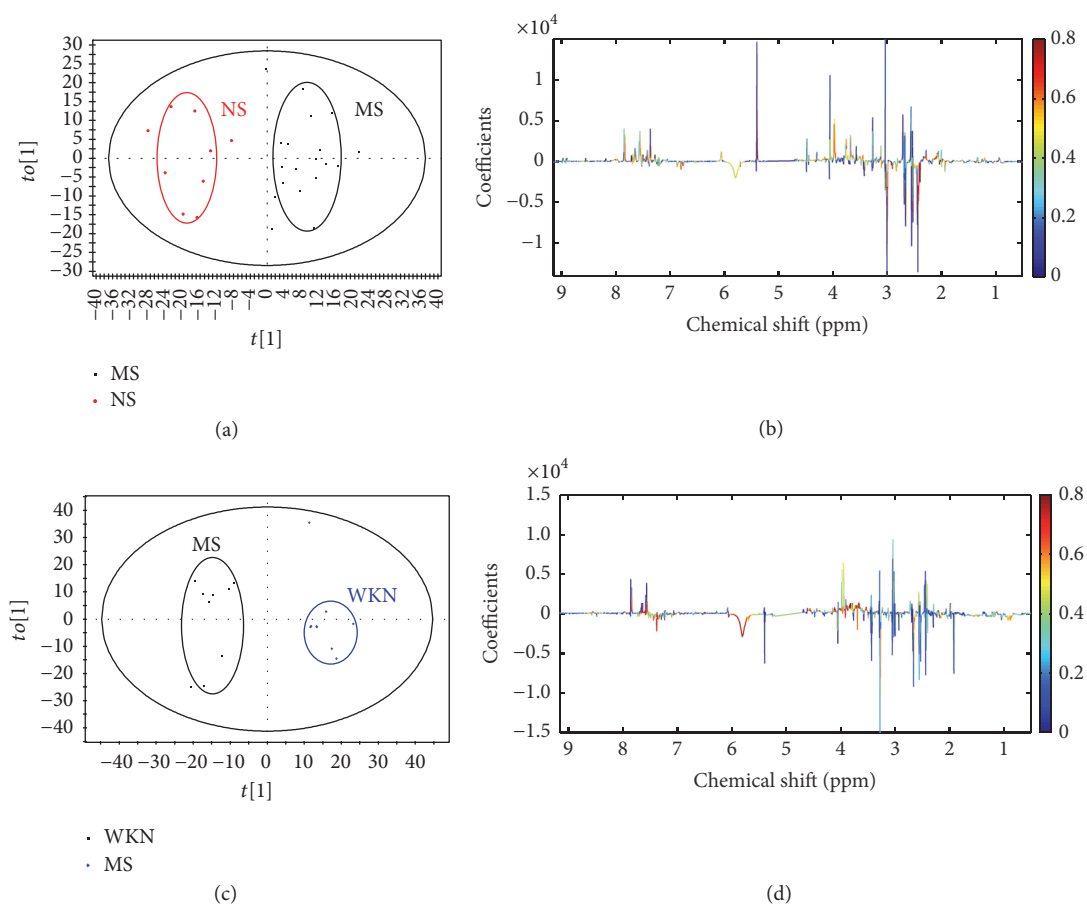 30
25
20
15
10
5
0
−5
−10
−15
−20
−25
−30
to[1]
NS
MS
−40
−36
−28
−24
−20
−16
−12
−8
−4
0
4
8
12
16
20
24
28
32
36
40
t[1]
MS
NS
(a)
×10⁴
1
0.5
0
−0.5
−1
Coefficients
9 8 7 6 5 4 3 2 1
Chemical shift (ppm)
0.8
0.6
0.4
0.2
0
(b)
40
30
20
10
0
−10
−20
−30
−40
to[1]
MS
WKN
−40 −30 −20 −10 0 10 20 30 40
t[1]
WKN
MS
(c)
×10⁴
1.5
1.0
0.5
0
−0.5
−1.0
−1.5
Coefficients
9 8 7 6 5 4 3 2 1
Chemical shift (ppm)
0.8
0.6
0.4
0.2
0
(d)